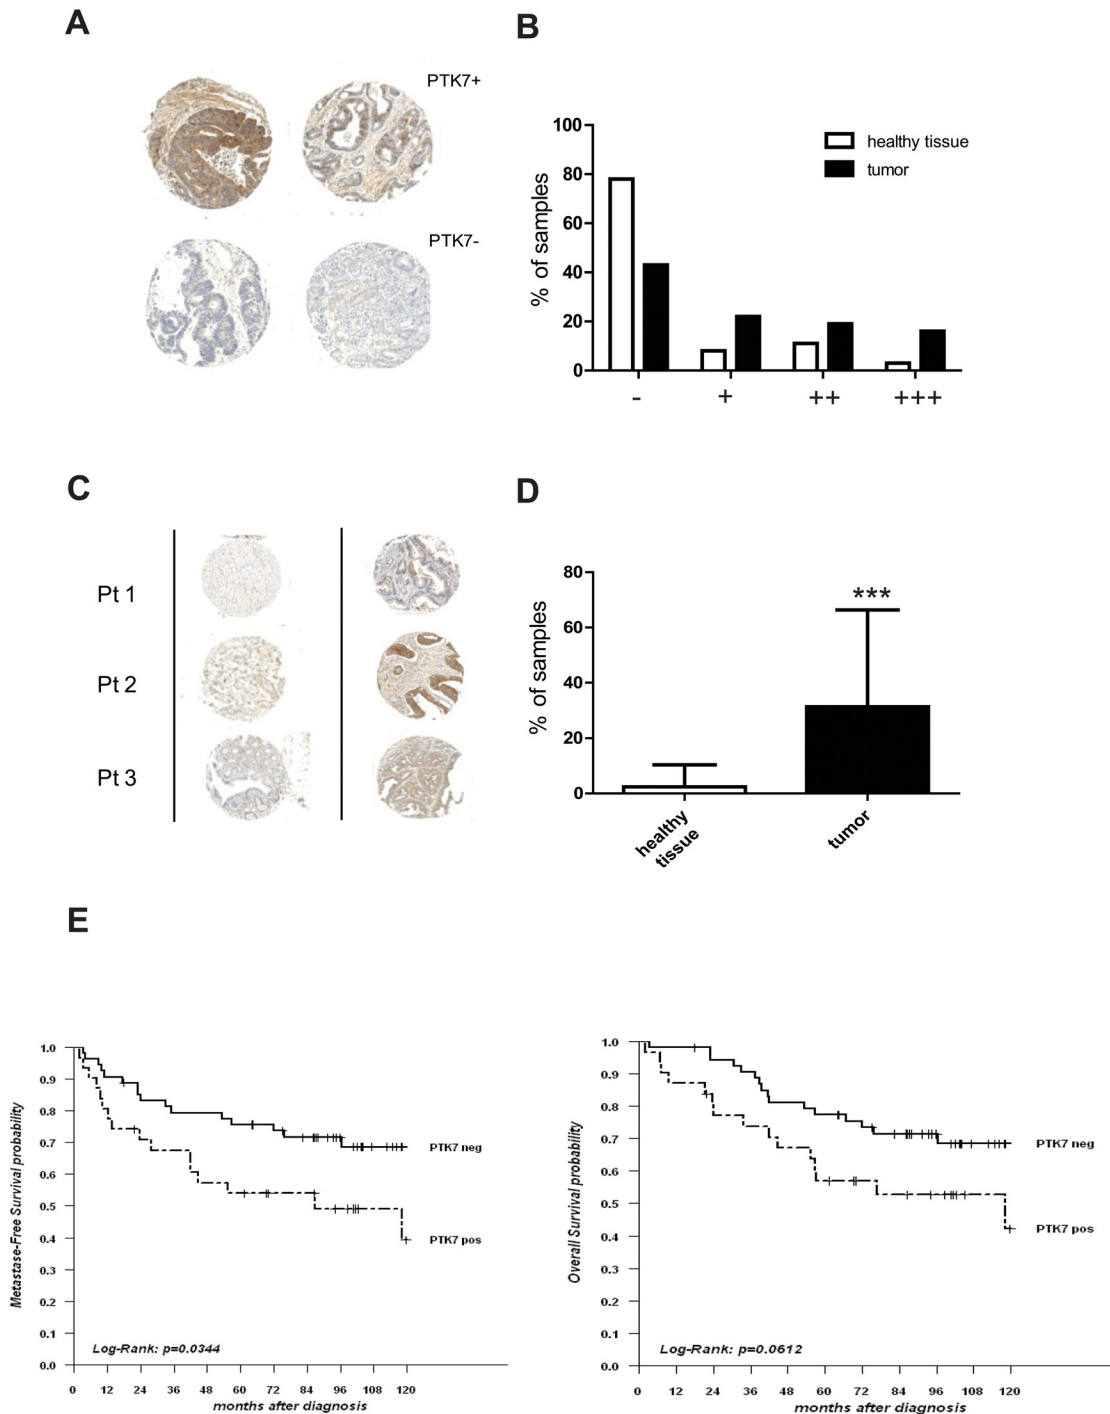 A
PTK7+
PTK7-
B
% of samples
100
80
60
40
20
0
healthy tissue
tumor
- + ++ +++
C
Pt 1
Pt 2
Pt 3
D
% of samples
80
60
40
20
0
***
healthy
tissue
tumor
E
Metastase-Free Survival probability
1.0
0.9
0.8
0.7
0.6
0.5
0.4
0.3
0.2
0.1
0.0
PTK7 neg
PTK7 pos
Log-Rank: p=0.0344
0 12 24 36 48 60 72 84 96 108 120
months after diagnosis
Overall Survival probability
1.0
0.9
0.8
0.7
0.6
0.5
0.4
0.3
0.2
0.1
0.0
PTK7 neg
PTK7 pos
Log-Rank: p=0.0612
0 12 24 36 48 60 72 84 96 108 120
months after diagnosis